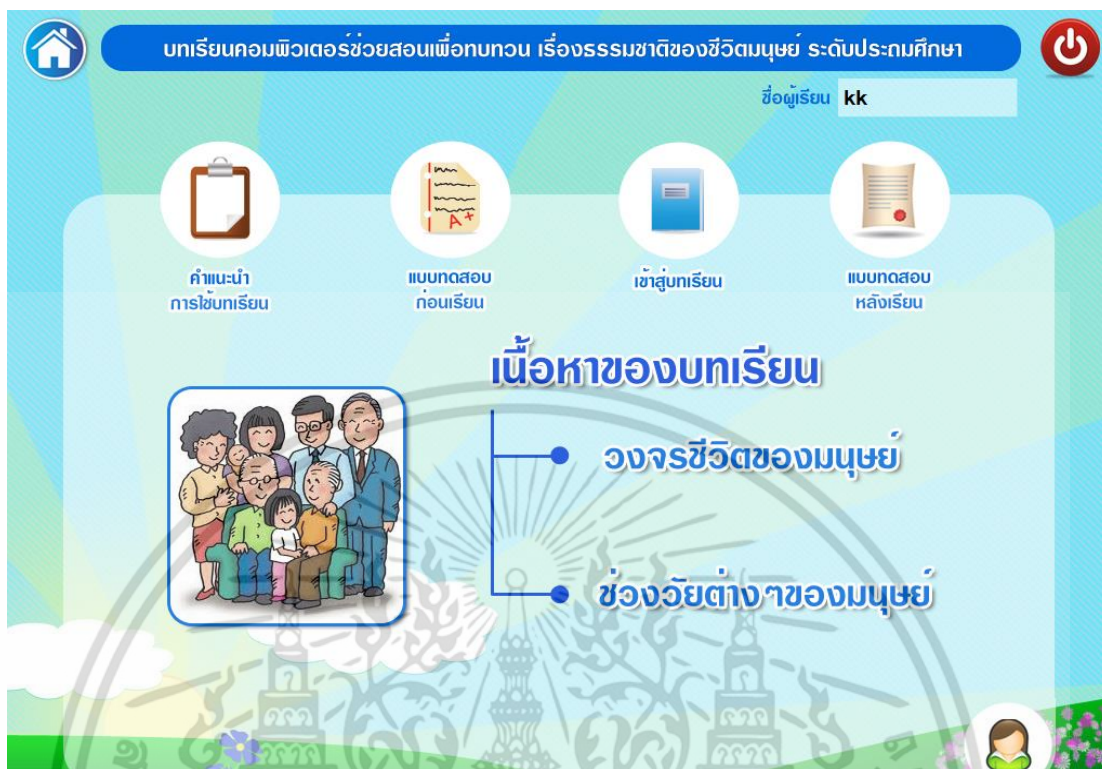 บทเรียนคอมพิวเตอร์ช่วยสอนเพื่อทบทวน เรื่องธรรมชาติของชีวิตมนุษย์ ระดับประถมศึกษา
ชื่อผู้เรียน kk
คำแนะนำ
การใช้บทเรียน
แบบทดสอบ
ก่อนเรียน
เข้าสู่บทเรียน
แบบทดสอบ
หลังเรียน
A+
เนื้อหาของบทเรียน
วงจรชีวิตของมนุษย์
ช่วงวัยต่างๆของมนุษย์